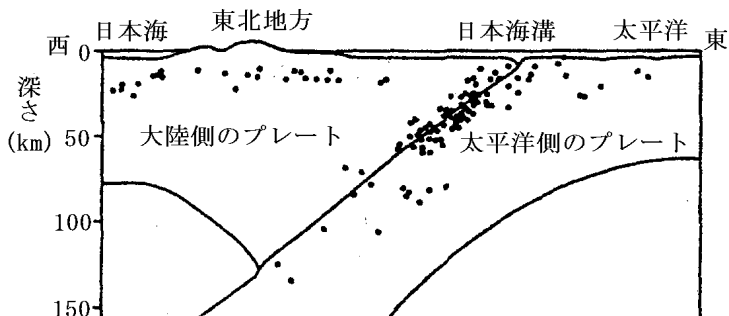 日本海
東北地方
日本海溝
太平洋
西
東
0
深さ
(km)
50
100
150
大陸側のプレート
太平洋側のプレート